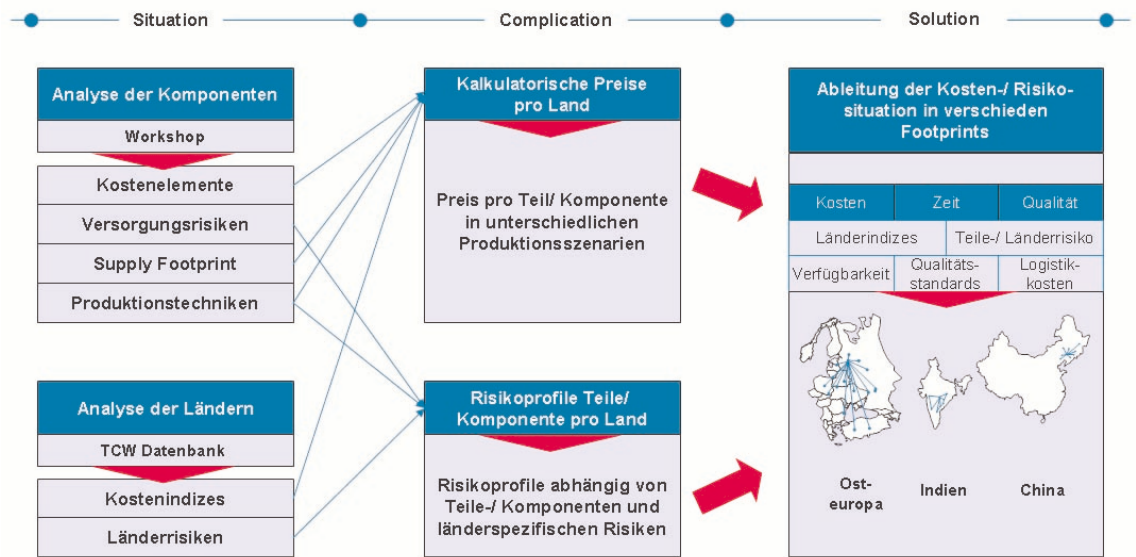 Situation
Complication
Solution
Analyse der Komponenten
Workshop
Kostenelemente
Versorgungsrisiken
Supply Footprint
Produktionstechniken
Analyse der Ländern
TCW Datenbank
Kostenindizes
Länderrisiken
Kalkulatorische Preise
pro Land
Preis pro Teil/ Komponente
in unterschiedlichen
Produktionsszenarien
Risikoprofile Teile/
Komponente pro Land
Risikoprofile abhängig von
Teile-/ Komponenten und
länderspezifischen Risiken
Ableitung der Kosten-/ Risiko-
situation in verschieden
Footprints
Kosten
Zeit
Qualität
Länderindizes
Teile-/ Länderrisiko
Verfügbarkeit
Qualitäts-
standards
Logistik-
kosten
Ost-
europa
Indien
China